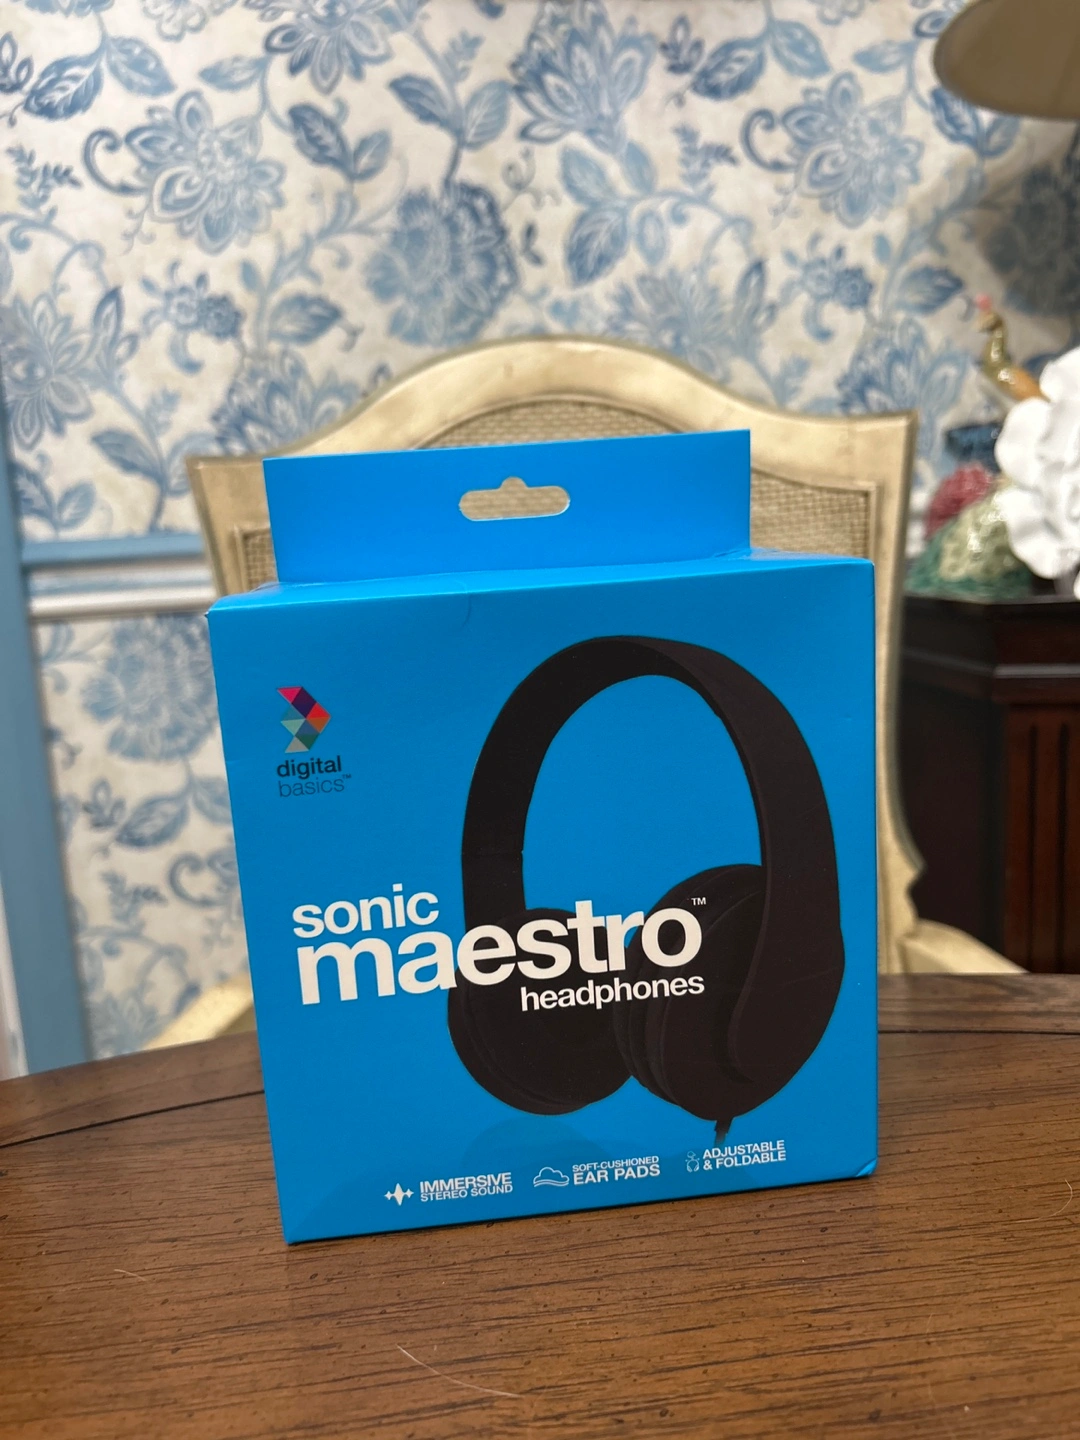 digital
basics™
sonic
maestro™
headphones
IMMERSIVE
STEREO SOUND
SOFT-CUSHIONED
EAR PADS
ADJUSTABLE
& FOLDABLE